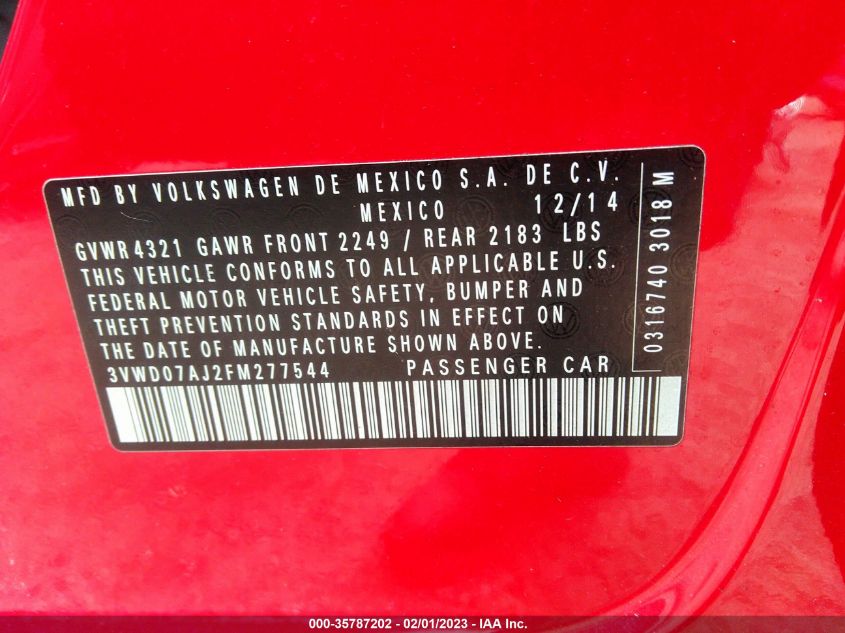 MFD BY VOLKSWAGEN DE MEXICO S.A. DE C.V.
MEXICO 12/14
GVWR 4321 GAWR FRONT 2249 / REAR 2183 LBS
THIS VEHICLE CONFORMS TO ALL APPLICABLE U.S.
FEDERAL MOTOR VEHICLE SAFETY, BUMPER AND
THEFT PREVENTION STANDARDS IN EFFECT ON
THE DATE OF MANUFACTURE SHOWN ABOVE.
3VWD07AJ2FM277544 PASSENGER CAR
0316740 3018 M
000-35787202 - 02/01/2023 - IAA Inc.